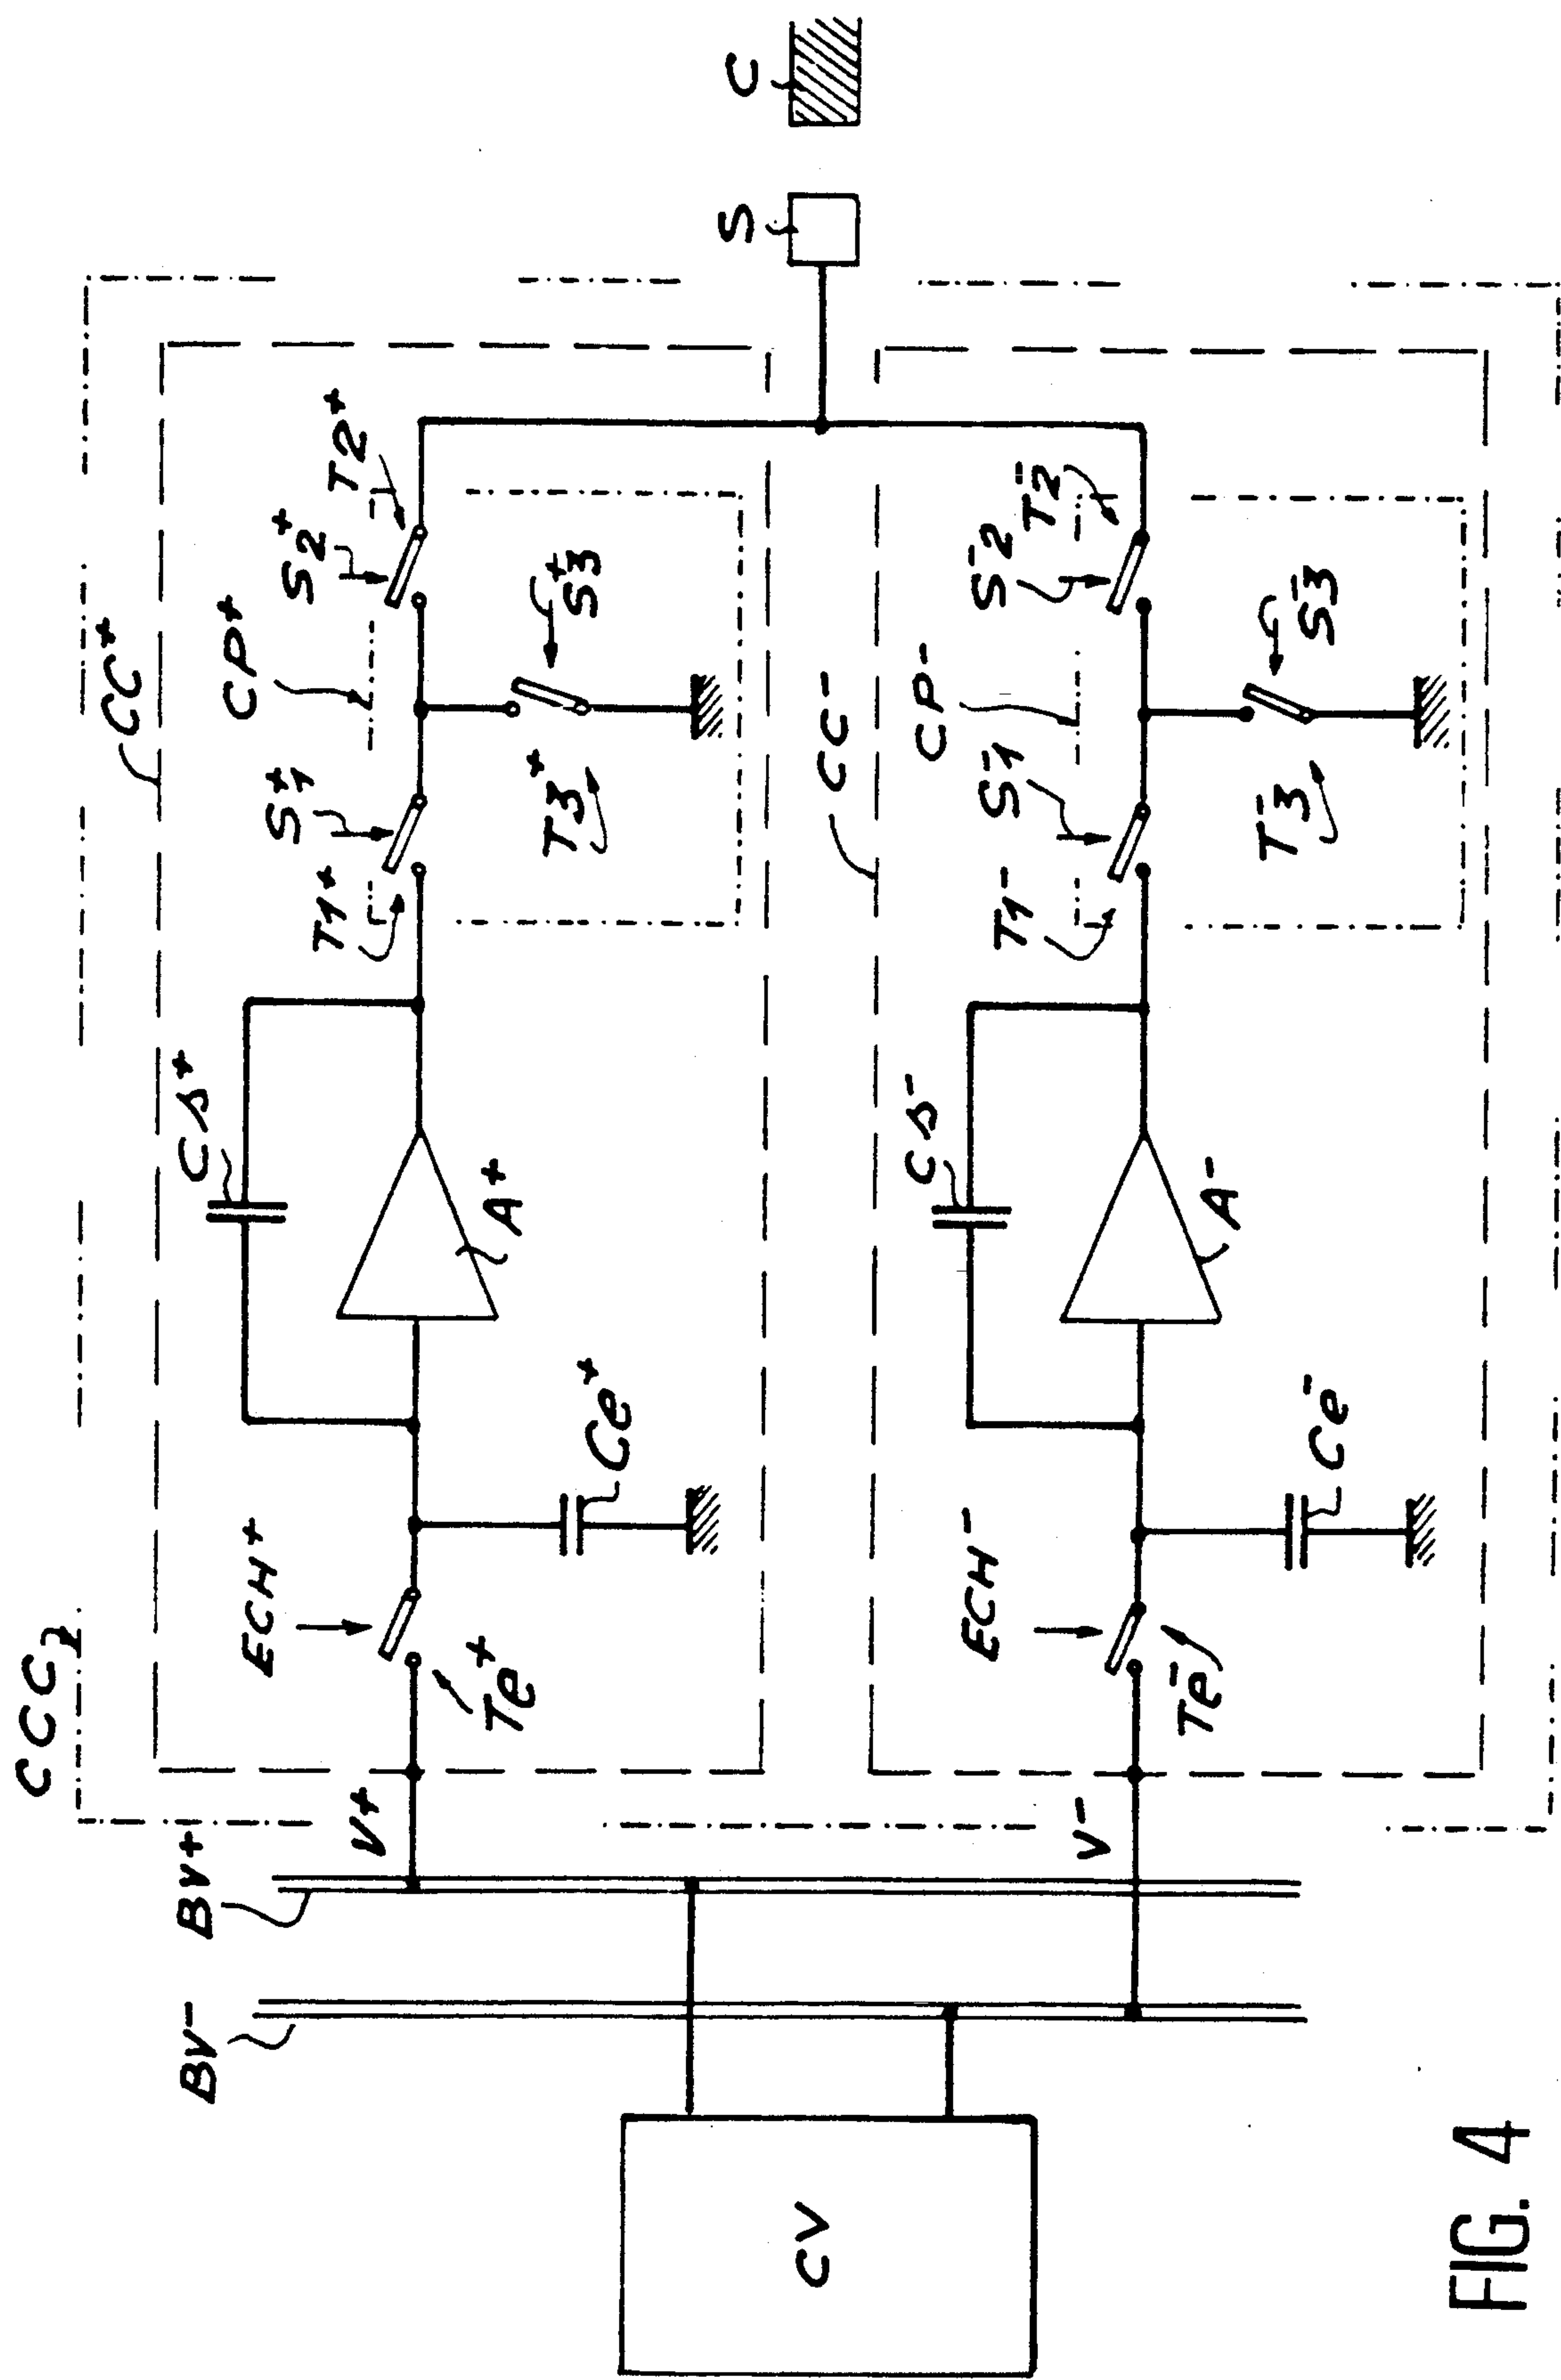 CCCj
CC+
CS+
CP+
S1+
S2+
T1+
T2+
ECH+
Te+
Ce+
A+
T3+
S3+
BV-
BV+
V+
S
C
CV
CC-
CS-
CP-
S1-
S2-
T1-
T2-
ECH-
V-
Te-
Ce-
A-
T3-
S3-
FIG. 4